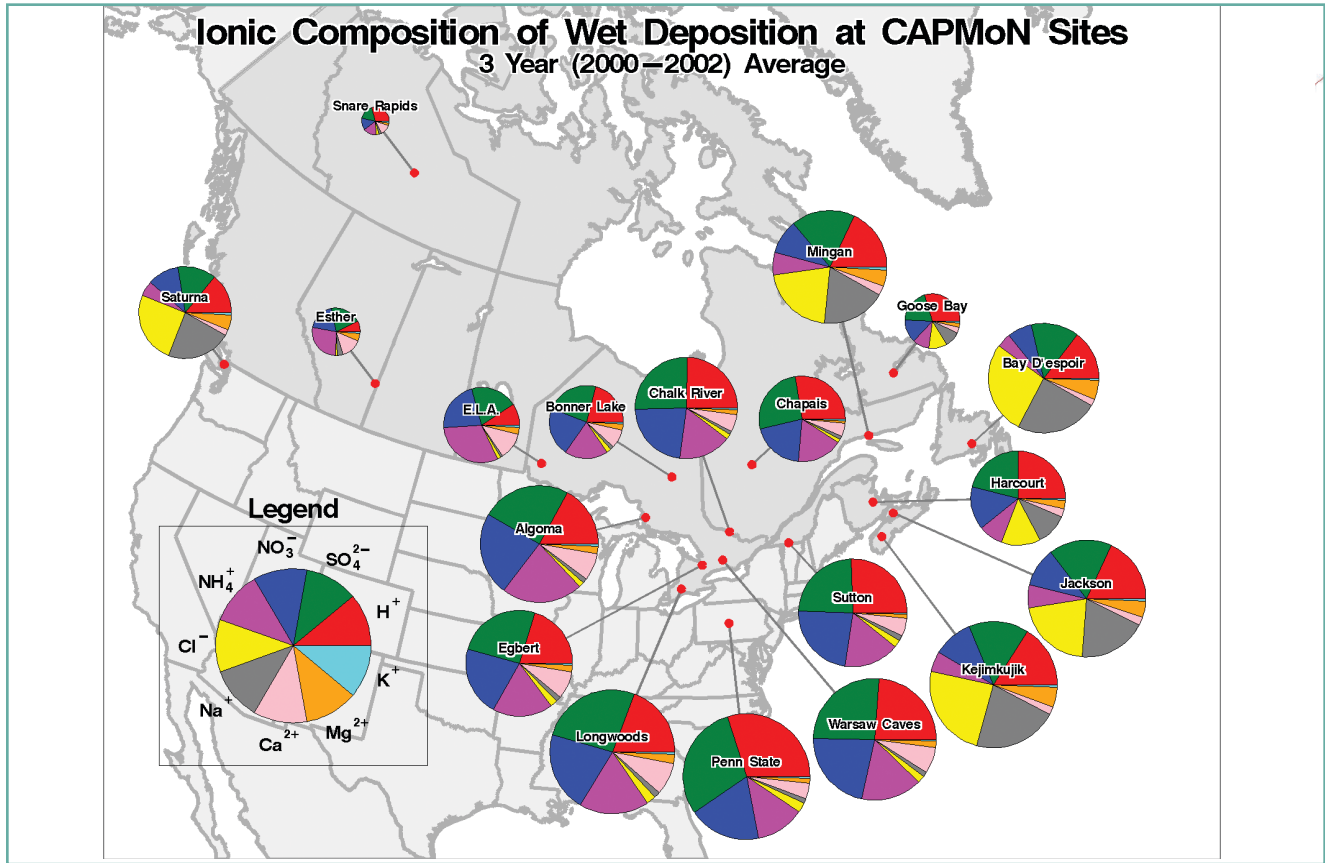 Ionic Composition of Wet Deposition at CAPMoN Sites
3 Year (2000–2002) Average
Snare Rapids
Mingan
Saturna
Esther
Goose Bay
Bay D'espoir
E.L.A.
Bonner Lake
Chalk River
Chapais
Harcourt
Algoma
Jackson
Sutton
Egbert
Kejimkujik
Longwoods
Penn State
Warsaw Caves
Legend
NO₃⁻
SO₄²⁻
NH₄⁺
H⁺
Cl⁻
K⁺
Na⁺
Ca²⁺
Mg²⁺